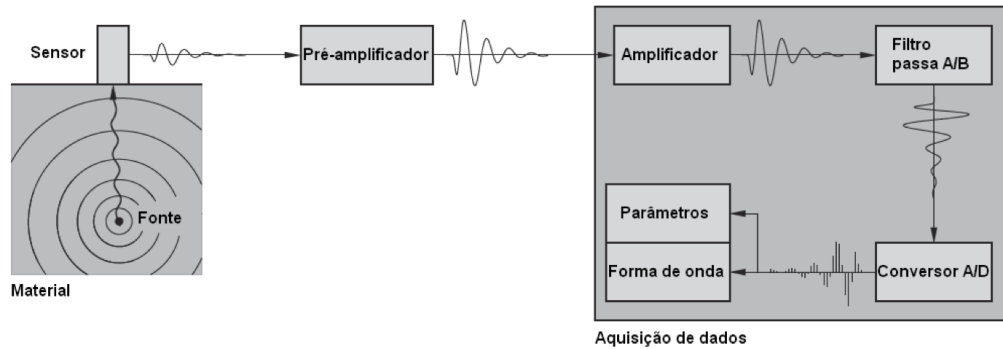 Sensor
Pré-amplificador
Amplificador
Filtro
passa A/B
Fonte
Parâmetros
Forma de onda
Conversor A/D
Material
Aquisição de dados